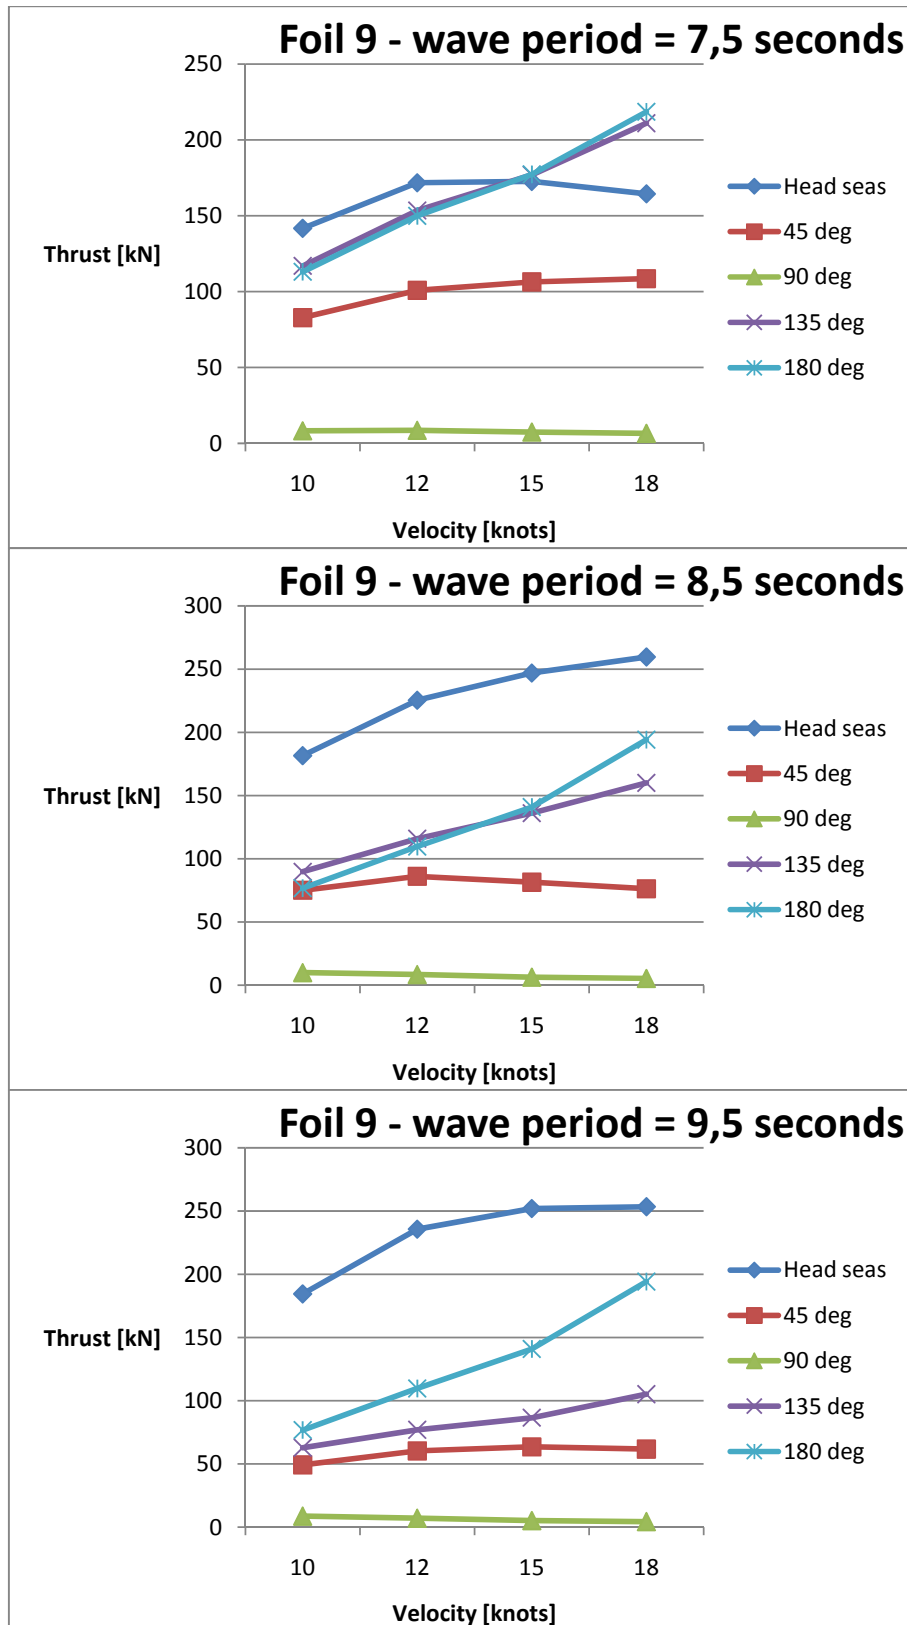 Foil 9 - wave period = 7,5 seconds
250
200
150
100
50
0
Thrust [kN]
10 12 15 18
Velocity [knots]
Head seas
45 deg
90 deg
135 deg
180 deg
Foil 9 - wave period = 8,5 seconds
300
250
200
150
100
50
0
Thrust [kN]
10 12 15 18
Velocity [knots]
Head seas
45 deg
90 deg
135 deg
180 deg
Foil 9 - wave period = 9,5 seconds
300
250
200
150
100
50
0
Thrust [kN]
10 12 15 18
Velocity [knots]
Head seas
45 deg
90 deg
135 deg
180 deg